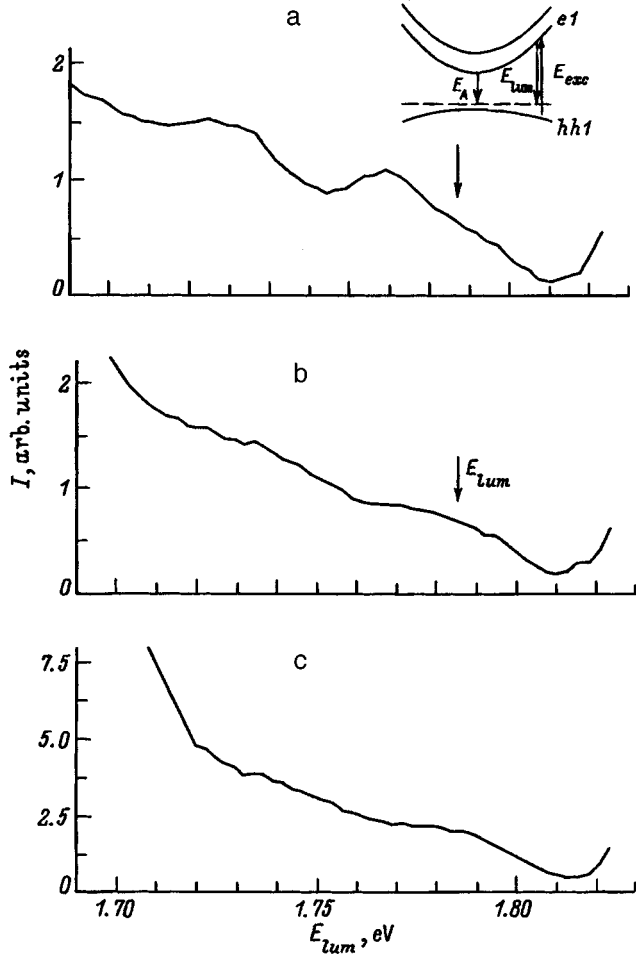 a
e1
E_A
E_lum
E_exc
hh1
2
1
0
I, arb. units
b
2
1
0
E_lum
c
7.5
5.0
2.5
0
1.70
1.75
1.80
E_lum, eV